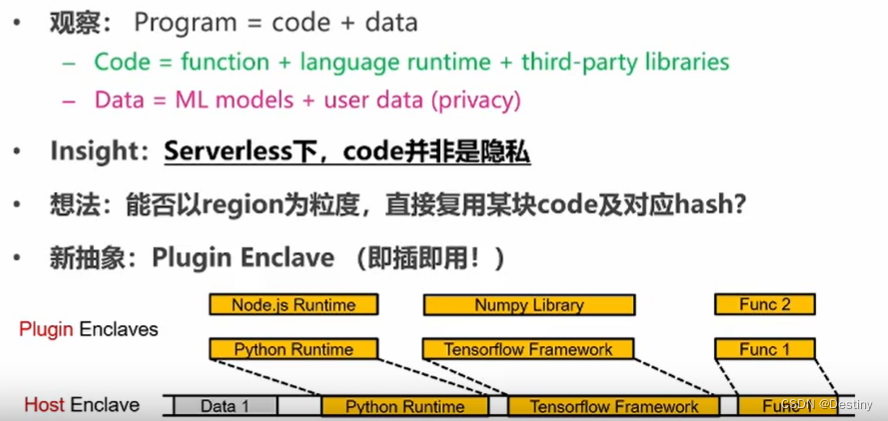 • 观察： Program = code + data
– Code = function + language runtime + third-party libraries
– Data = ML models + user data (privacy)
• Insight：Serverless下，code并非是隐私
• 想法：能否以region为粒度，直接复用某块code及对应hash？
• 新抽象：Plugin Enclave （即插即用！）
Node.js Runtime Numpy Library Func 2
Plugin Enclaves
Python Runtime Tensorflow Framework Func 1
Host Enclave Data 1 Python Runtime Tensorflow Framework Func 1
CSDN @Destiny